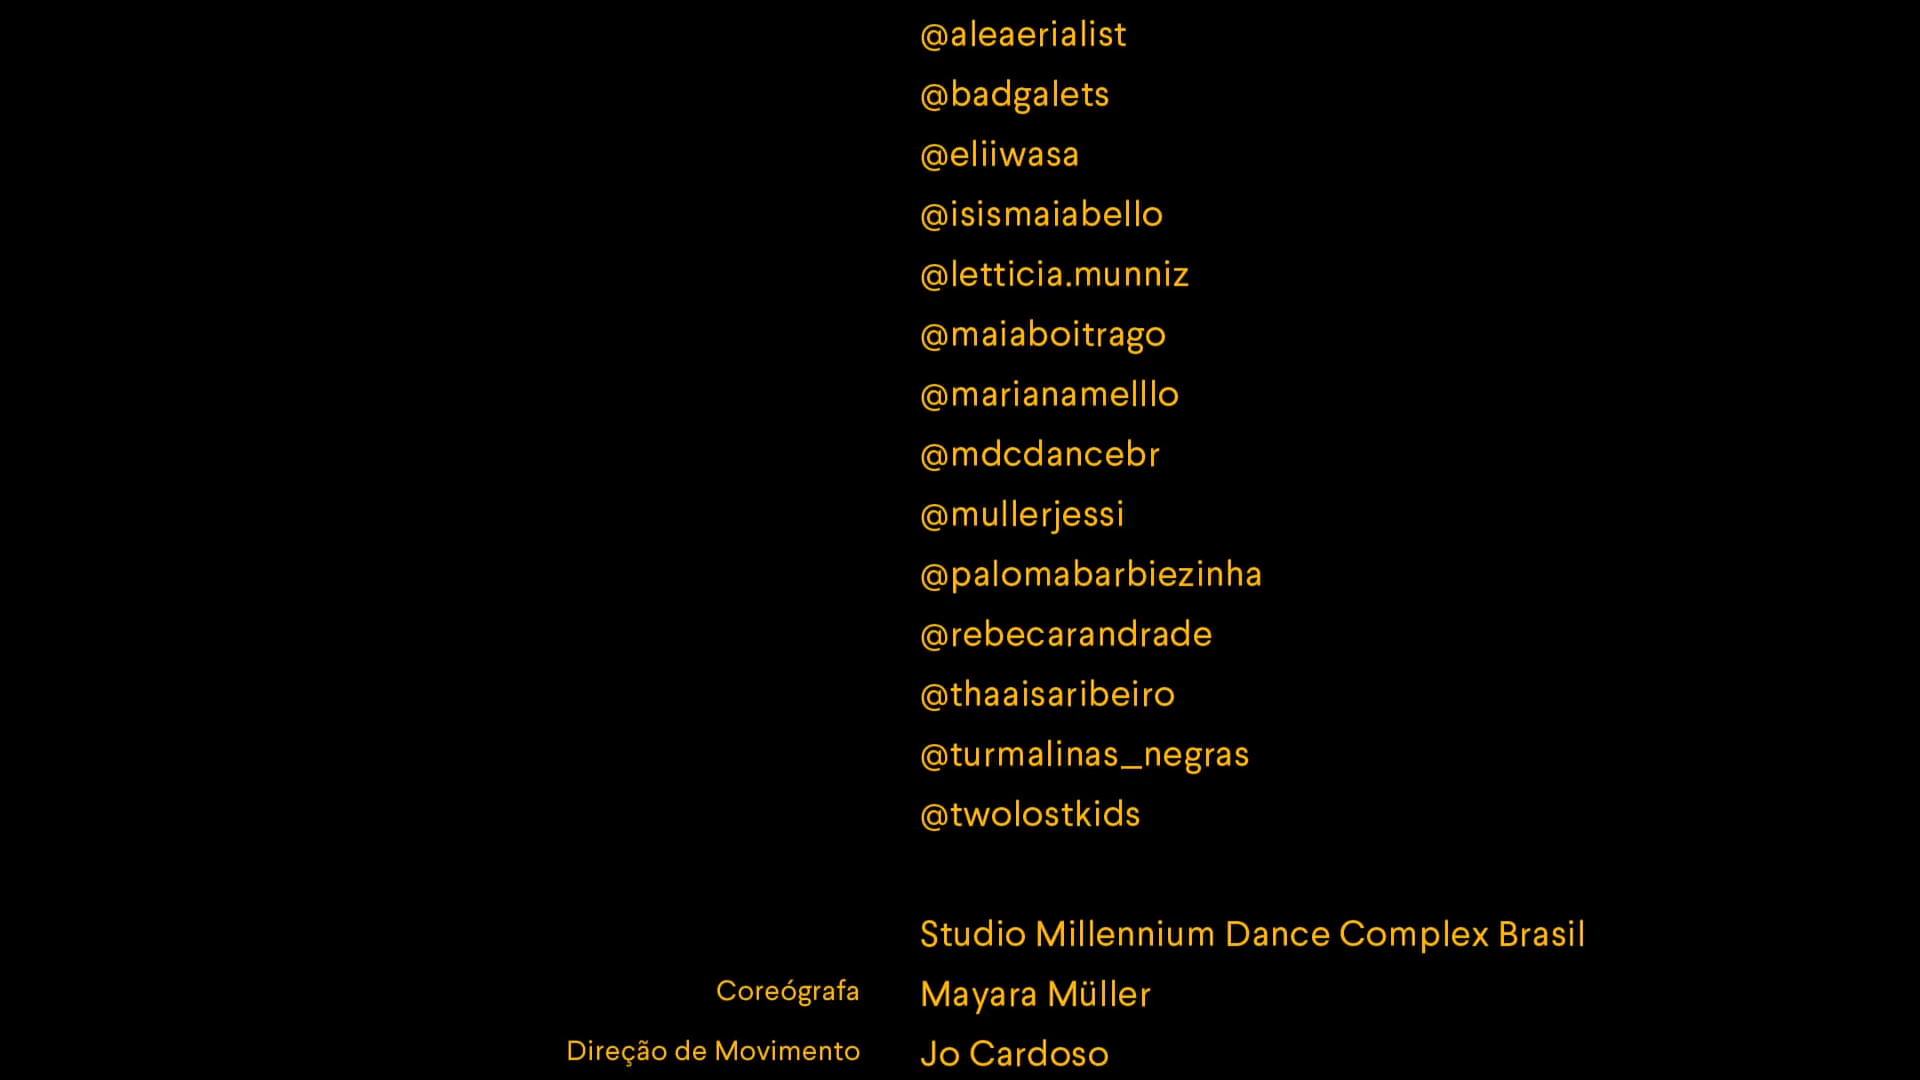 @aleaerialist
@badgalets
@eliiwasa
@isismaiabello
@letticia.munniz
@maiaboitrago
@marianamelllo
@mdcdancebr
@mullerjessi
@palomabarbiezinha
@rebecarandrade
@thaaisaribeiro
@turmalinas_negras
@twolostkids
Studio Millennium Dance Complex Brasil
Coreógrafa Mayara Müller
Direção de Movimento Jo Cardoso